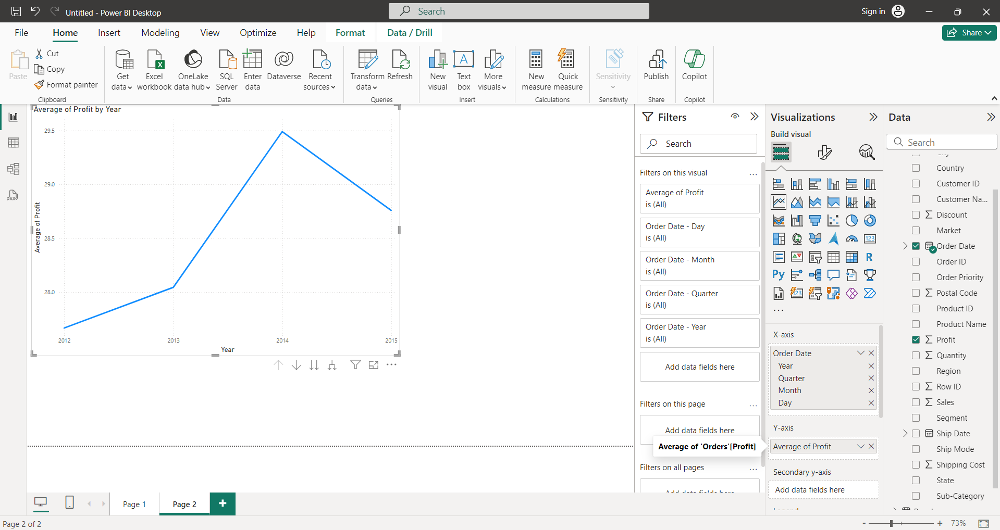 Untitled - Power BI Desktop
Search
Sign in
File Home Insert Modeling View Optimize Help Format Data / Drill
Share
Paste
Cut
Copy
Format painter
Clipboard
Get data
Excel workbook
OneLake data hub
SQL Server
Enter data
Dataverse
Recent sources
Data
Transform data
Refresh
Queries
New visual
Text box
More visuals
Insert
New measure
Quick measure
Calculations
Sensitivity
Sensitivity
Publish
Share
Copilot
Copilot
Average of Profit by Year
29.5
29.0
28.5
28.0
Average of Profit
2012 2013 2014 2015
Year
Filters
Search
Filters on this visual
Average of Profit
is (All)
Order Date - Day
is (All)
Order Date - Month
is (All)
Order Date - Quarter
is (All)
Order Date - Year
is (All)
Add data fields here
Filters on this page
Add data fields here
Average of 'Orders'[Profit]
Filters on all pages
Visualizations
Build visual
123
R
Py
123
X-axis
Order Date
Year
Quarter
Month
Day
Y-axis
Average of Profit
Secondary y-axis
Add data fields here
Data
Search
Country
Customer ID
Customer Na...
Discount
Market
Order Date
Order ID
Order Priority
Postal Code
Product ID
Product Name
Profit
Quantity
Region
Row ID
Sales
Segment
Ship Date
Ship Mode
Shipping Cost
State
Sub-Category
DAX
Page 1
Page 2
Page 2 of 2
- + 73%